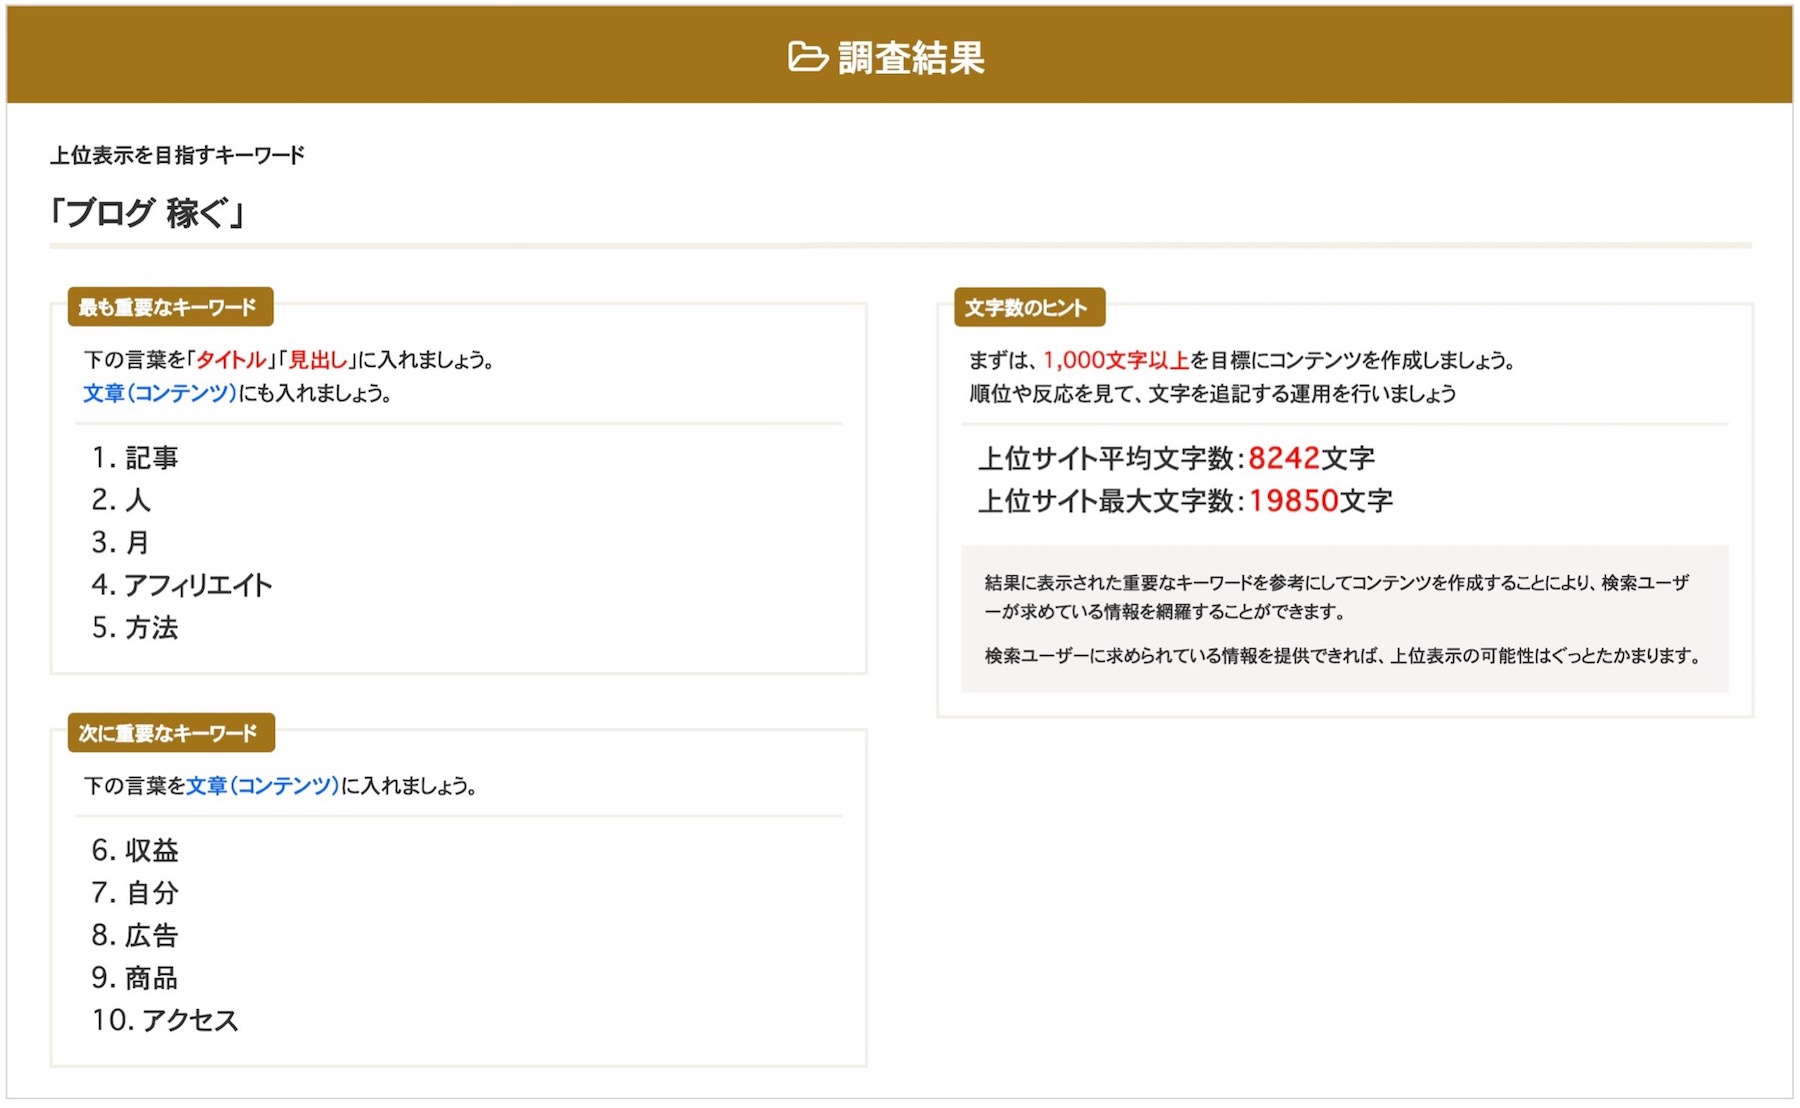 調査結果
上位表示を目指すキーワード
「ブログ 稼ぐ」
最も重要なキーワード
下の言葉を「タイトル」「見出し」に入れましょう。
文章（コンテンツ）にも入れましょう。
1. 記事
2. 人
3. 月
4. アフィリエイト
5. 方法
次に重要なキーワード
下の言葉を文章（コンテンツ）に入れましょう。
6. 収益
7. 自分
8. 広告
9. 商品
10. アクセス
文字数のヒント
まずは、1,000文字以上を目標にコンテンツを作成しましょう。
順位や反応を見て、文字を追記する運用を行いましょう
上位サイト平均文字数：8242文字
上位サイト最大文字数：19850文字
結果に表示された重要なキーワードを参考にしてコンテンツを作成することにより、検索ユーザ
ーが求めている情報を網羅することができます。
検索ユーザーに求められている情報を提供できれば、上位表示の可能性はぐっとたかまります。